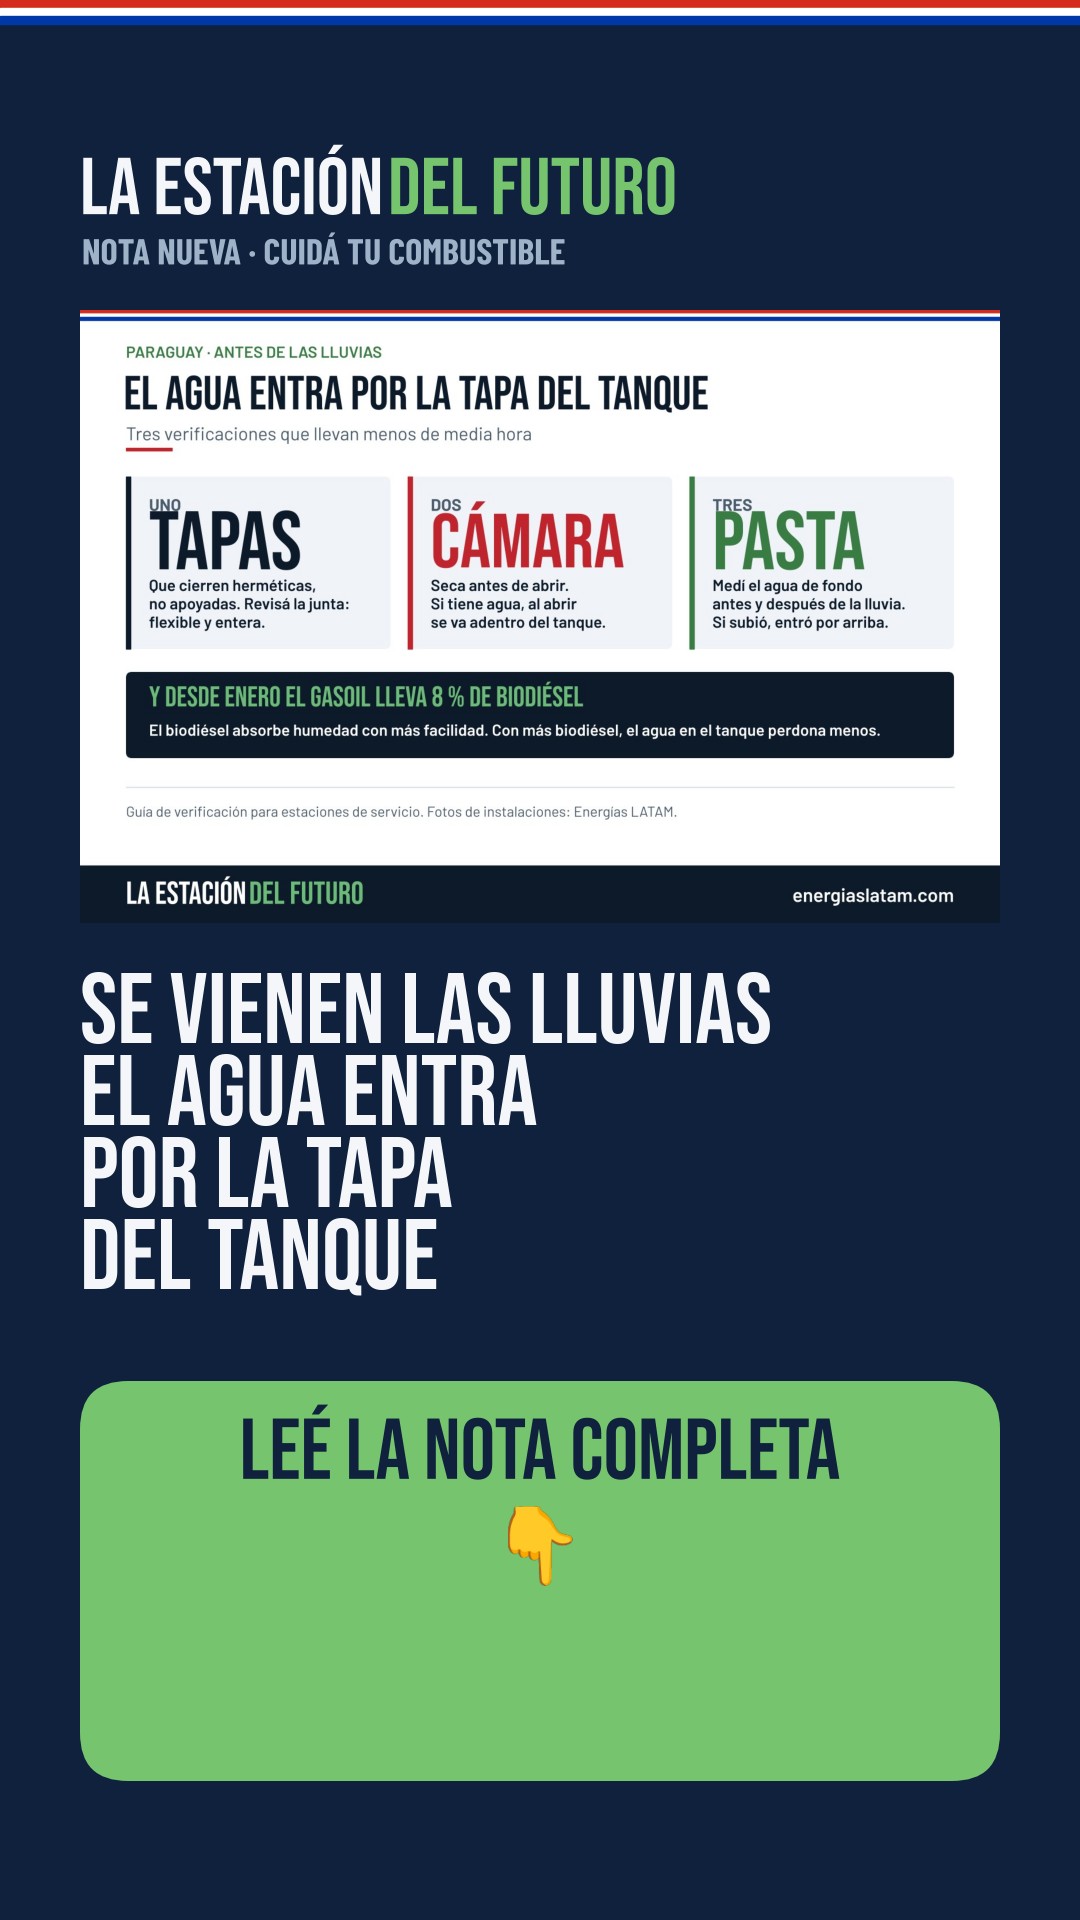 LA ESTACIÓN DEL FUTURO
NOTA NUEVA · CUIDÁ TU COMBUSTIBLE
PARAGUAY · ANTES DE LAS LLUVIAS
EL AGUA ENTRA POR LA TAPA DEL TANQUE
Tres verificaciones que llevan menos de media hora
UNO
TAPAS
Que cierren herméticas,
no apoyadas. Revisá la junta:
flexible y entera.
DOS
CÁMARA
Seca antes de abrir.
Si tiene agua, al abrir
se va adentro del tanque.
TRES
PASTA
Medí el agua de fondo
antes y después de la lluvia.
Si subió, entró por arriba.
Y DESDE ENERO EL GASOIL LLEVA 8 % DE BIODIÉSEL
El biodiésel absorbe humedad con más facilidad. Con más biodiésel, el agua en el tanque perdona menos.
Guía de verificación para estaciones de servicio. Fotos de instalaciones: Energías LATAM.
LA ESTACIÓN DEL FUTURO
energiaslatam.com
SE VIENEN LAS LLUVIAS
EL AGUA ENTRA
POR LA TAPA
DEL TANQUE
LEÉ LA NOTA COMPLETA